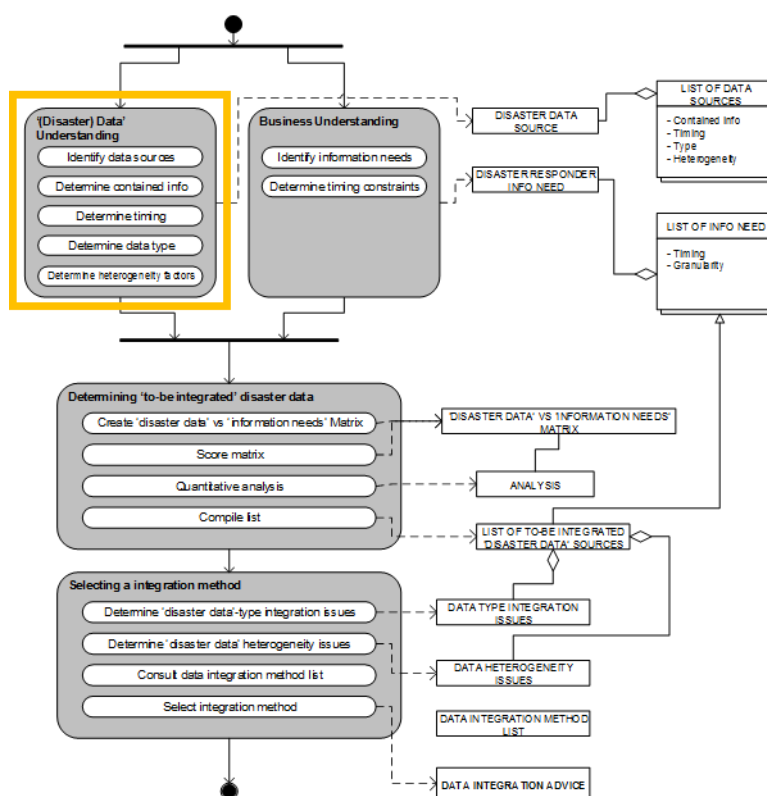 '(Disaster) Data'
Understanding
Identify data sources
Determine contained info
Determine timing
Determine data type
Determine heterogeneity factors
Business Understanding
Identify information needs
Determine timing constraints
DISASTER DATA
SOURCE
DISASTER RESPONDER
INFO NEED
LIST OF DATA
SOURCES
- Contained info
- Timing
- Type
- Heterogeneity
LIST OF INFO NEED
- Timing
- Granularity
Determining 'to-be integrated' disaster data
Create 'disaster data' vs 'information needs' Matrix
Score matrix
Quantitative analysis
Compile list
'DISASTER DATA' VS 'INFORMATION NEEDS'
MATRIX
ANALYSIS
LIST OF TO-BE INTEGRATED
'DISASTER DATA' SOURCES
Selecting a integration method
Determine 'disaster data'-type integration issues
Determine 'disaster data' heterogeneity issues
Consult data integration method list
Select integration method
DATA TYPE INTEGRATION
ISSUES
DATA HETEROGENEITY
ISSUES
DATA INTEGRATION METHOD
LIST
DATA INTEGRATION ADVICE